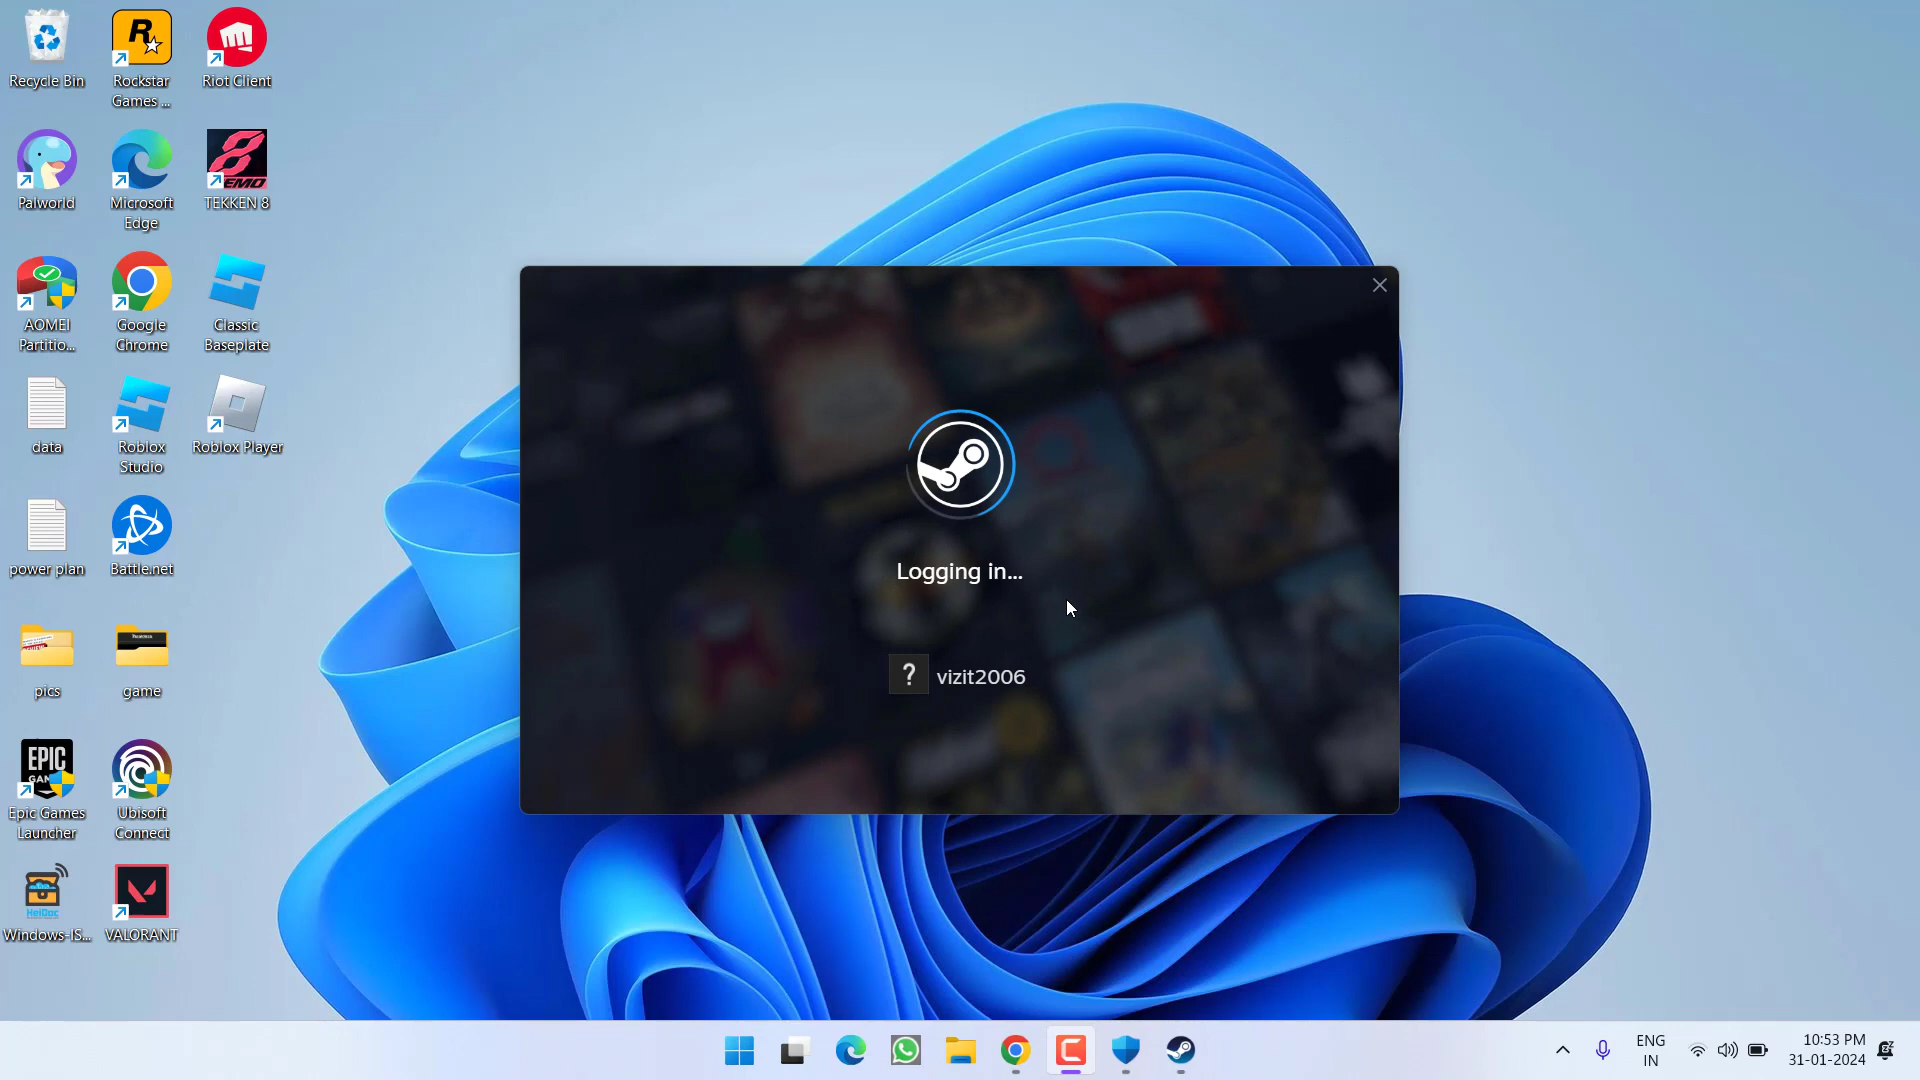 Recycle Bin
Rockstar
Games ...
Riot Client
Palworld
Microsoft
Edge
TEKKEN 8
AOMEI
Partitio...
Google
Chrome
Classic
Baseplate
data
Roblox
Studio
Roblox Player
power plan
Battle.net
pics
game
EPIC
Epic Games
Launcher
Ubisoft
Connect
HeiDoc
Windows-IS...
VALORANT
Logging in...
? vizit2006
ENG
IN
10:53 PM
31-01-2024